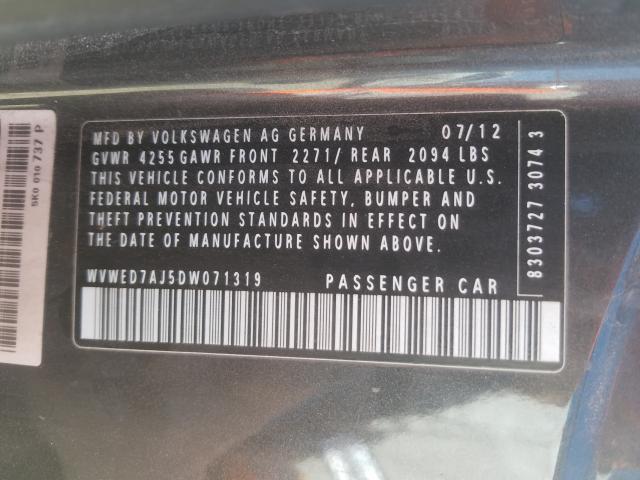 MFD BY VOLKSWAGEN AG GERMANY 07/12
GVWR 4255 GAWR FRONT 2271/ REAR 2094 LBS
THIS VEHICLE CONFORMS TO ALL APPLICABLE U.S.
FEDERAL MOTOR VEHICLE SAFETY, BUMPER AND
THEFT PREVENTION STANDARDS IN EFFECT ON
THE DATE OF MANUFACTURE SHOWN ABOVE.
WVWED7AJ5DW071319 PASSENGER CAR
8303727 30743
5K0 010 737 P